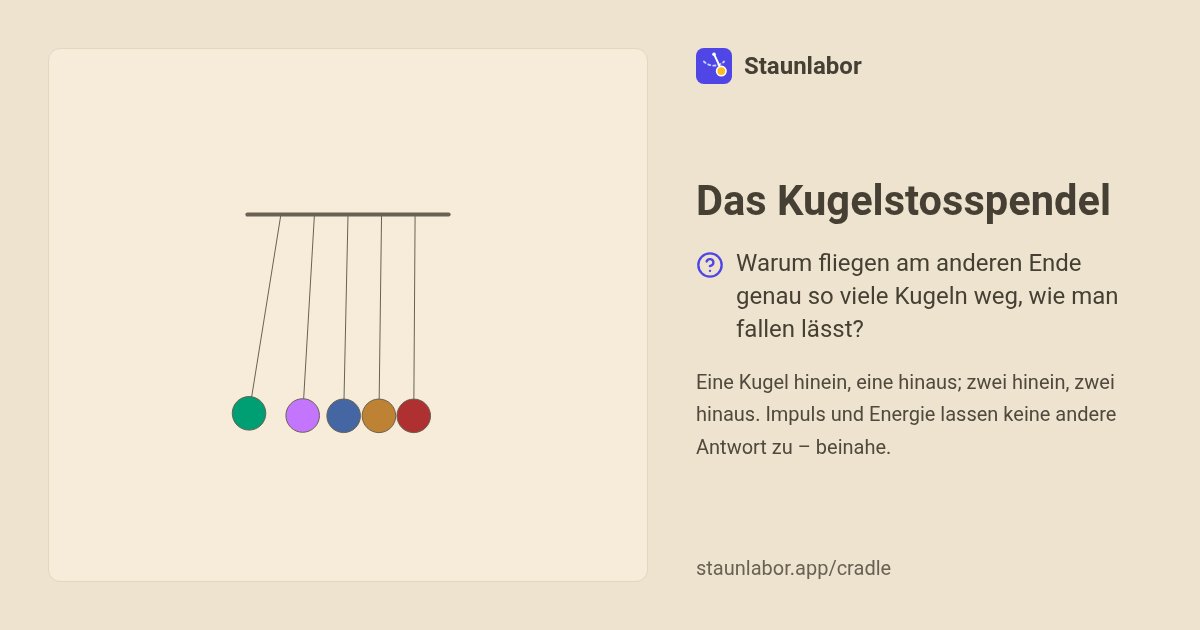 Staunlabor
Das Kugelstosspendel
Warum fliegen am anderen Ende
genau so viele Kugeln weg, wie man
fallen lässt?
Eine Kugel hinein, eine hinaus; zwei hinein, zwei
hinaus. Impuls und Energie lassen keine andere
Antwort zu – beinahe.
staunlabor.app/cradle